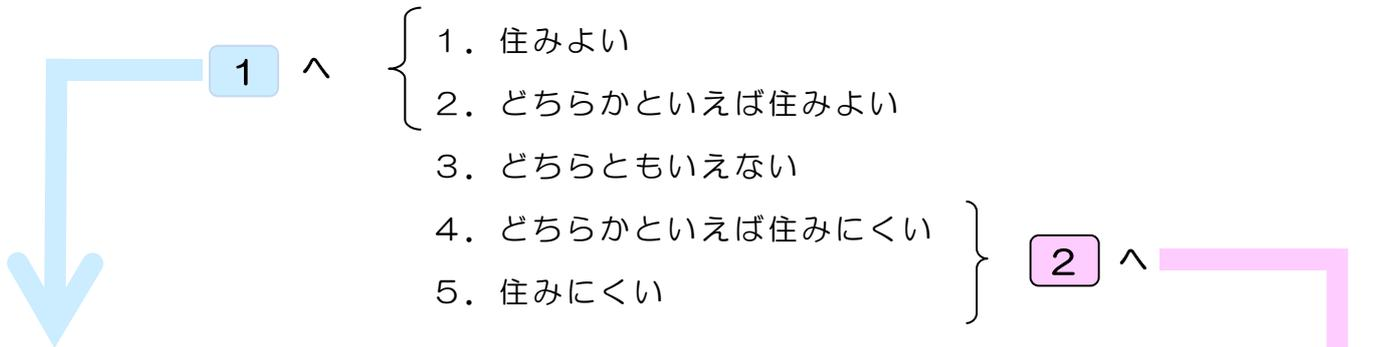 1 へ
１．住みよい
２．どちらかといえば住みよい
３．どちらともいえない
４．どちらかといえば住みにくい
５．住みにくい
2 へ